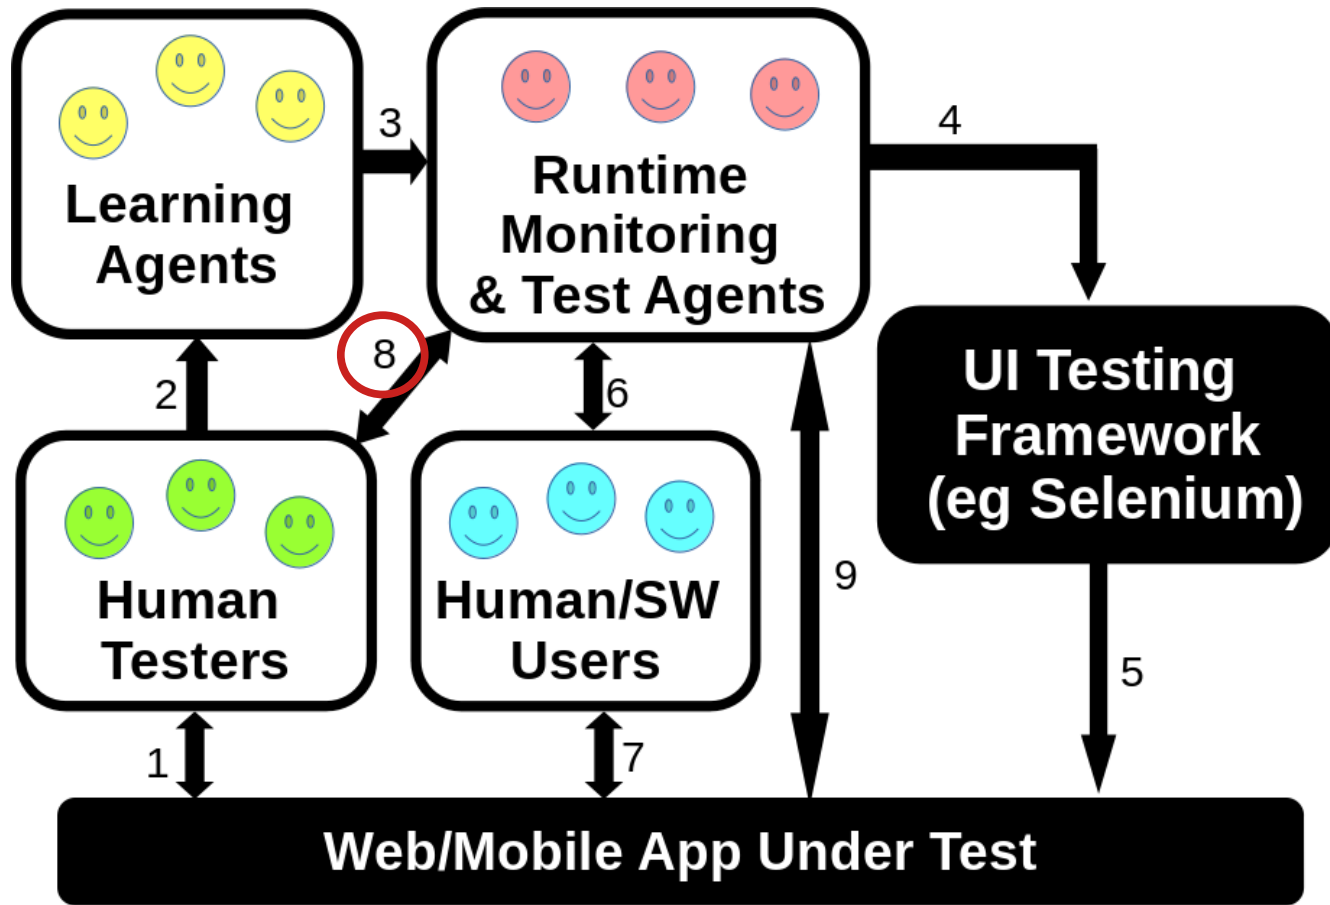 3
4
Learning
Agents
Runtime
Monitoring
& Test Agents
8
2
6
UI Testing
Framework
(eg Selenium)
Human
Testers
Human/SW
Users
9
5
1
7
Web/Mobile App Under Test